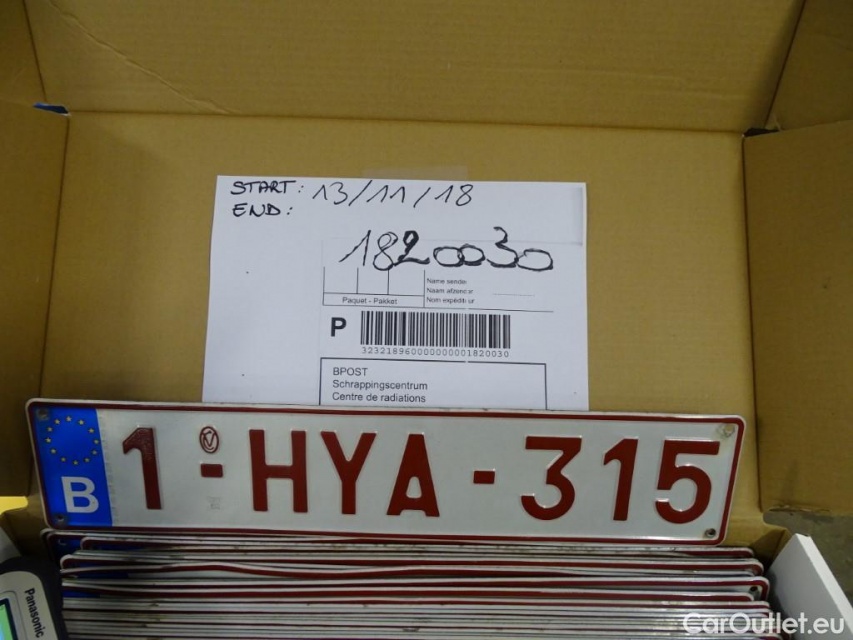 START: 13/11/18
END:
1820030
Name sender
Naam afzender
Paquet - Pakket
Nom expéditeur
P
323218960000000001820030
BPOST
Schrappingscentrum
Centre de radiations
B
1-HYA-315
Panasonic
CarOutlet.eu